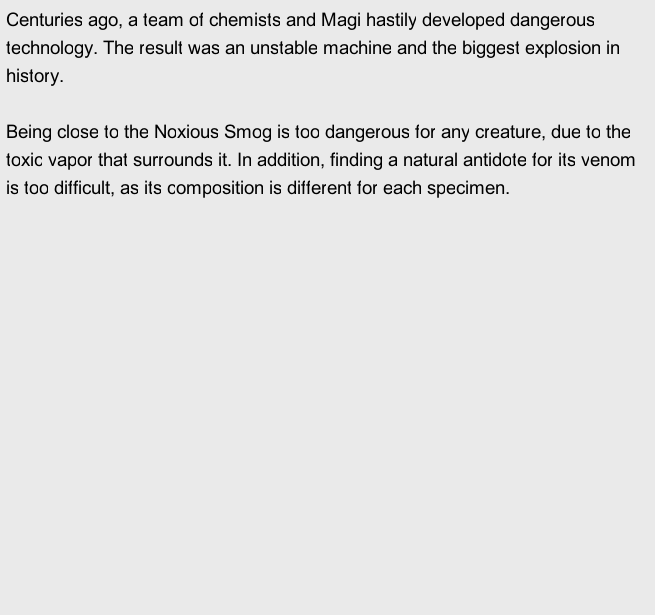 Centuries ago, a team of chemists and Magi hastily developed dangerous
technology. The result was an unstable machine and the biggest explosion in
history.

Being close to the Noxious Smog is too dangerous for any creature, due to the
toxic vapor that surrounds it. In addition, finding a natural antidote for its venom
is too difficult, as its composition is different for each specimen.